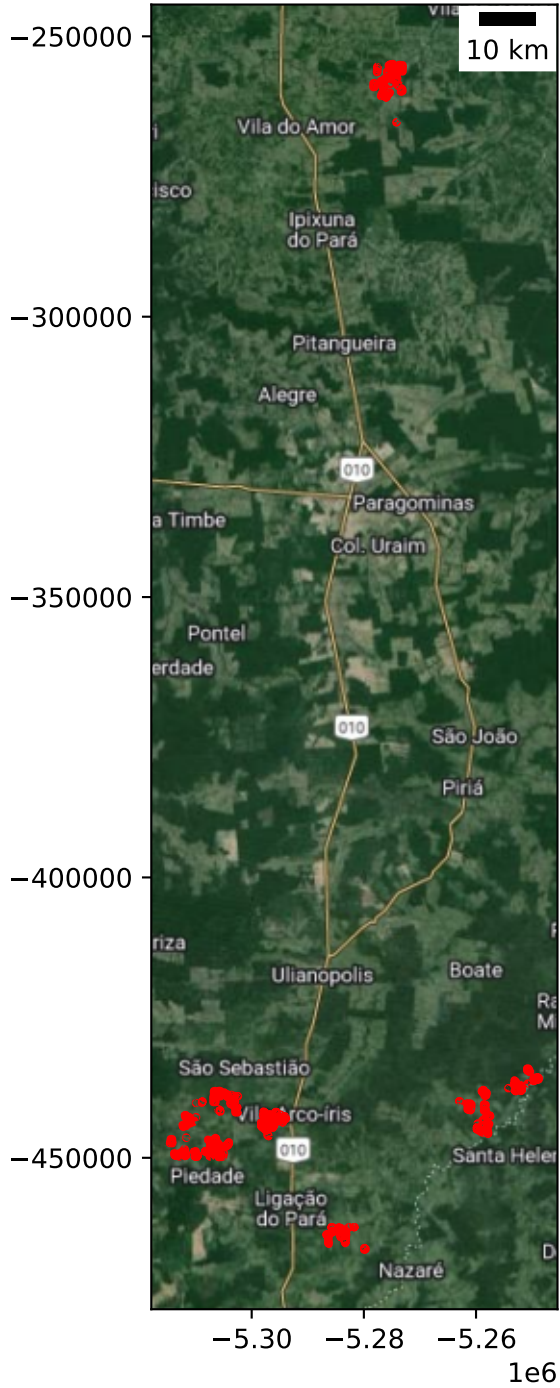 −250000
10 km
Vila do Amor
Ipixuna
do Pará
−300000
Pitangueira
Alegre
010
Paragominas
a Timbe
Col. Uraim
−350000
Pontel
erdade
010
São João
Piriá
−400000
riza
Ulianopolis
Boate
São Sebastião
Arco-íris
010
−450000
Santa Helen
Piedade
Ligação
do Pará
Nazaré
−5.30
−5.28
−5.26
1e6